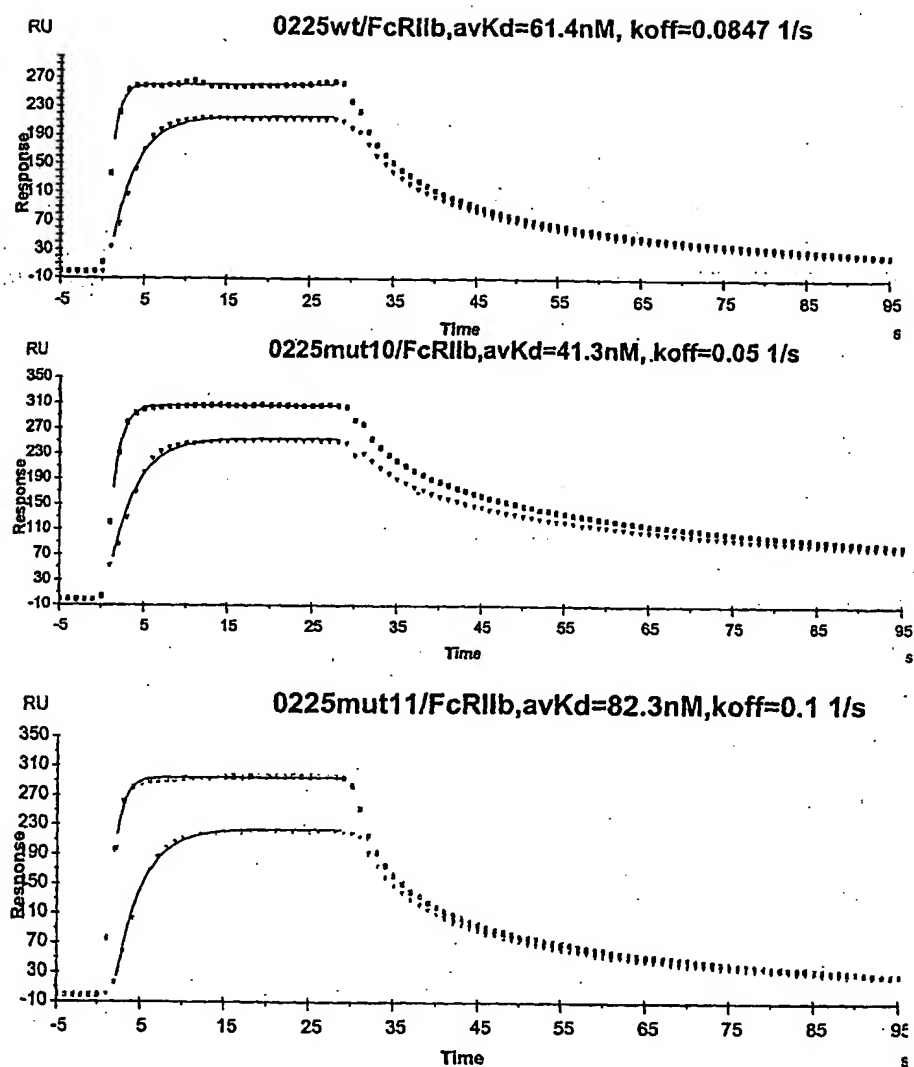 RU
0225wt/FcRIIb,avKd=61.4nM, koff=0.0847 1/s
270
230
190
150
110
70
30
-10
Response
-5 5 15 25 35 45 55 65 75 85 95
Time
s
RU
0225mut10/FcRIIb,avKd=41.3nM, koff=0.05 1/s
350
310
270
230
190
150
110
70
30
-10
Response
-5 5 15 25 35 45 55 65 75 85 95
Time
s
RU
0225mut11/FcRIIb,avKd=82.3nM,koff=0.1 1/s
350
310
270
230
190
150
110
70
30
-10
Response
-5 5 15 25 35 45 55 65 75 85 95
Time
s